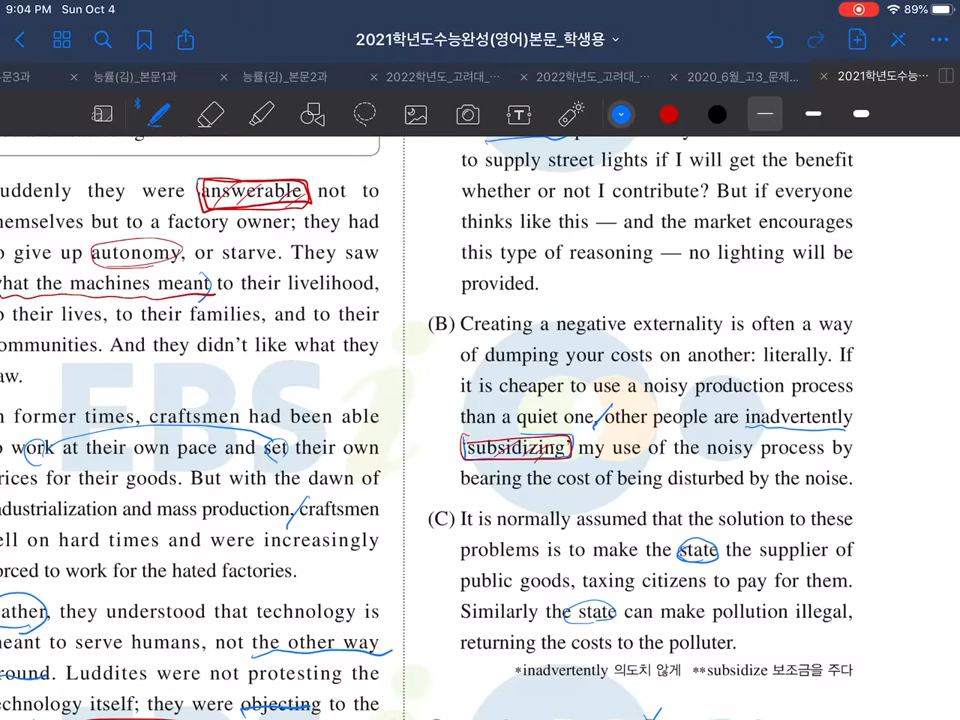 9:04 PM Sun Oct 4
89%
2021학년도수능완성(영어)본문_학생용
문3과
능률(김)_본문1과
능률(김)_본문2과
2022학년도_고려대_…
2022학년도_고려대_…
2020_6월_고3_문제…
2021학년도수능…
uddenly they were answerable not to
hemselves but to a factory owner; they had
o give up autonomy, or starve. They saw
what the machines meant to their livelihood,
o their lives, to their families, and to their
ommunities. And they didn't like what they
aw.
n former times, craftsmen had been able
o work at their own pace and set their own
rices for their goods. But with the dawn of
ndustrialization and mass production, craftsmen
ell on hard times and were increasingly
orced to work for the hated factories.
ather, they understood that technology is
meant to serve humans, not the other way
round. Luddites were not protesting the
echnology itself; they were objecting to the
to supply street lights if I will get the benefit
whether or not I contribute? But if everyone
thinks like this — and the market encourages
this type of reasoning — no lighting will be
provided.
(B) Creating a negative externality is often a way
of dumping your costs on another: literally. If
it is cheaper to use a noisy production process
than a quiet one, other people are inadvertently
'subsidizing' my use of the noisy process by
bearing the cost of being disturbed by the noise.
(C) It is normally assumed that the solution to these
problems is to make the state the supplier of
public goods, taxing citizens to pay for them.
Similarly the state can make pollution illegal,
returning the costs to the polluter.
*inadvertently 의도치 않게 **subsidize 보조금을 주다
EBSi